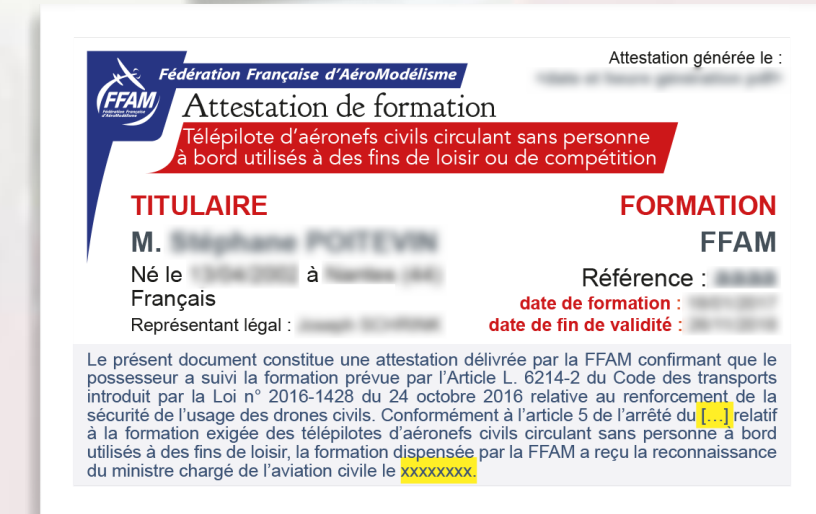 Attestation générée le :
Fédération Française d'AéroModélisme
FFAM
Fédération Française
d'AéroModélisme
Attestation de formation
Télépilote d'aéronefs civils circulant sans personne
à bord utilisés à des fins de loisir ou de compétition
TITULAIRE
FORMATION
M.
FFAM
Né le à
Référence :
Français
date de formation :
Représentant légal :
date de fin de validité :
Le présent document constitue une attestation délivrée par la FFAM confirmant que le
possesseur a suivi la formation prévue par l'Article L. 6214-2 du Code des transports
introduit par la Loi n° 2016-1428 du 24 octobre 2016 relative au renforcement de la
sécurité de l'usage des drones civils. Conformément à l'article 5 de l'arrêté du […] relatif
à la formation exigée des télépilotes d'aéronefs civils circulant sans personne à bord
utilisés à des fins de loisir, la formation dispensée par la FFAM a reçu la reconnaissance
du ministre chargé de l'aviation civile le xxxxxxxx.